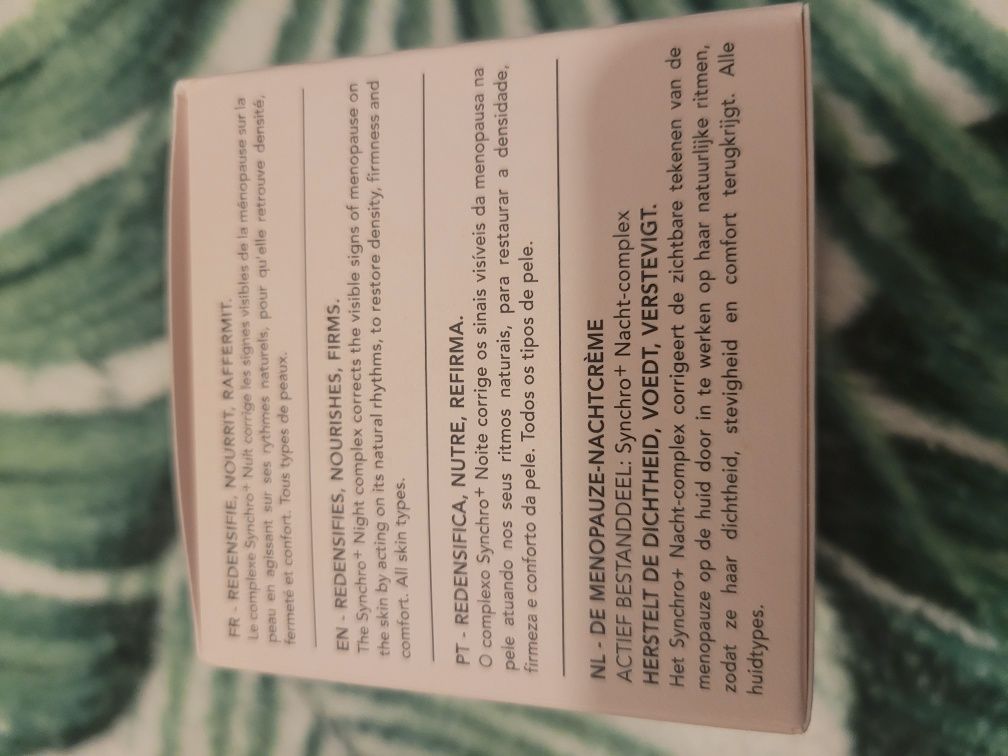 FR - REDENSIFIE, NOURRIT, RAFFERMIT.
Le complexe Synchro+ Nuit corrige les signes visibles de la ménopause sur la
peau en agissant sur ses rythmes naturels, pour qu'elle retrouve densité,
fermeté et confort. Tous types de peaux.
EN - REDENSIFIES, NOURISHES, FIRMS.
The Synchro+ Night complex corrects the visible signs of menopause on
the skin by acting on its natural rhythms, to restore density, firmness and
comfort. All skin types.
PT - REDENSIFICA, NUTRE, REFIRMA.
O complexo Synchro+ Noite corrige os sinais visíveis da menopausa na
pele atuando nos seus ritmos naturais, para restaurar a densidade,
firmeza e conforto da pele. Todos os tipos de pele.
NL - DE MENOPAUZE-NACHTCRÈME
ACTIEF BESTANDDEEL: Synchro+ Nacht-complex
HERSTELT DE DICHTHEID, VOEDT, VERSTEVIGT.
Het Synchro+ Nacht-complex corrigeert de zichtbare tekenen van de
menopauze op de huid door in te werken op haar natuurlijke ritmen,
zodat ze haar dichtheid, stevigheid en comfort terugkrijgt. Alle
huidtypes.